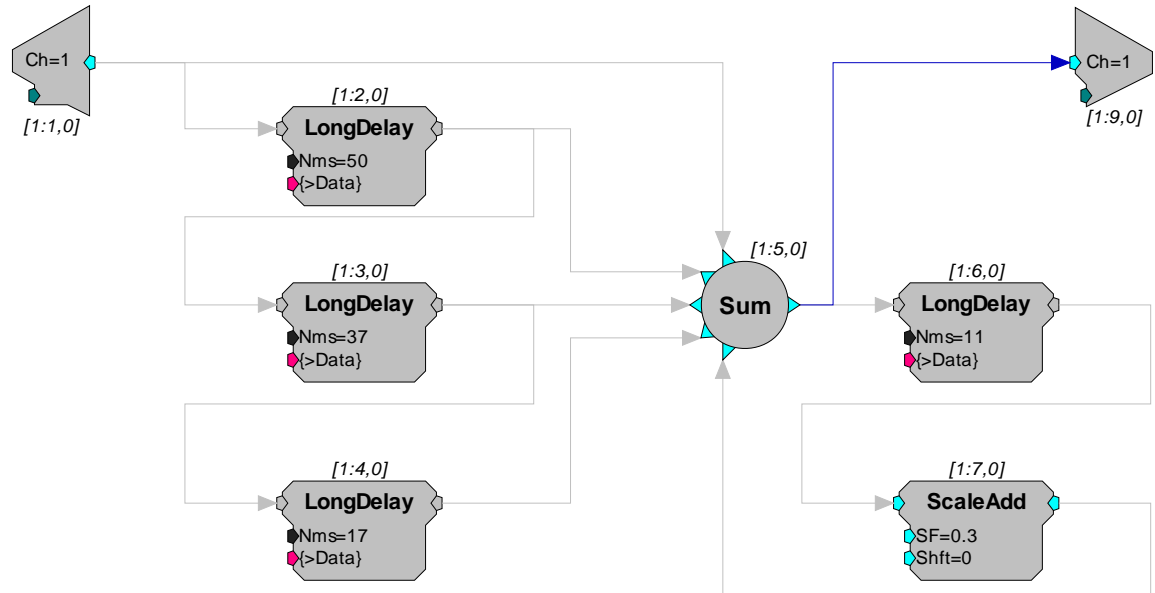 Ch=1
[1:1,0]
Ch=1
[1:9,0]
[1:2,0]
LongDelay
Nms=50
{>Data}
[1:3,0]
LongDelay
Nms=37
{>Data}
[1:4,0]
LongDelay
Nms=17
{>Data}
[1:5,0]
Sum
[1:6,0]
LongDelay
Nms=11
{>Data}
[1:7,0]
ScaleAdd
SF=0.3
Shft=0